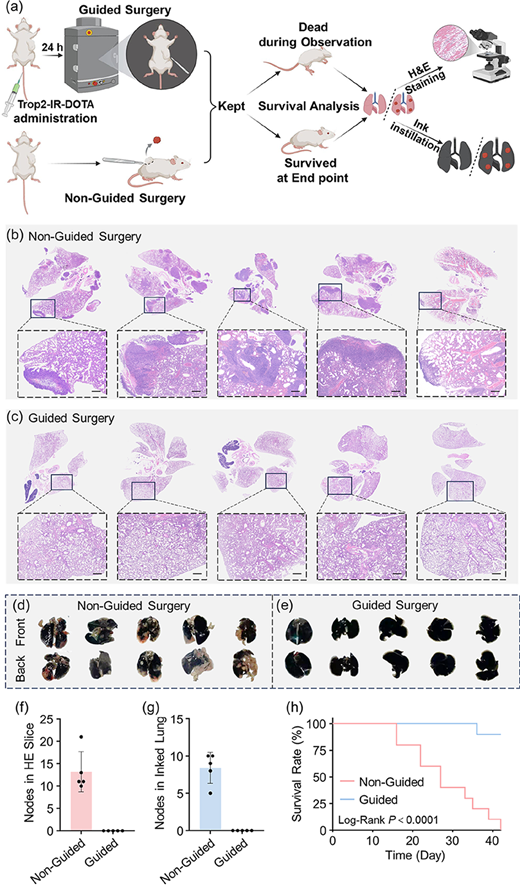 (a)
Guided Surgery
24 h
Trop2-IR-DOTA
administration
Non-Guided Surgery
Kept
Dead
during Observation
Survival Analysis
Survived
at End point
H&E
Staining
Ink
instillation
(b) Non-Guided Surgery
(c) Guided Surgery
(d) Non-Guided Surgery
Front
Back
(e) Guided Surgery
(f)
Nodes in HE Slice
25
20
15
10
5
0
Non-Guided
Guided
(g)
Nodes in Inked Lung
15
10
5
0
Non-Guided
Guided
(h)
Survival Rate (%)
100
75
50
25
0
Non-Guided
Guided
Log-Rank P < 0.0001
0 10 20 30 40
Time (Day)